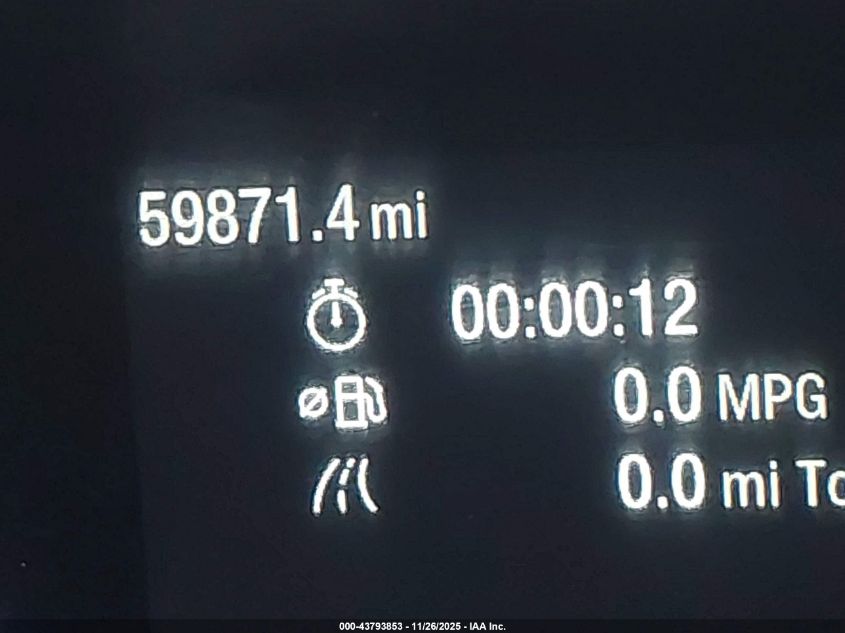 59871.4 mi
00:00:12
0.0 MPG
0.0 mi
000-43793853 - 11/26/2025 - IAA Inc.